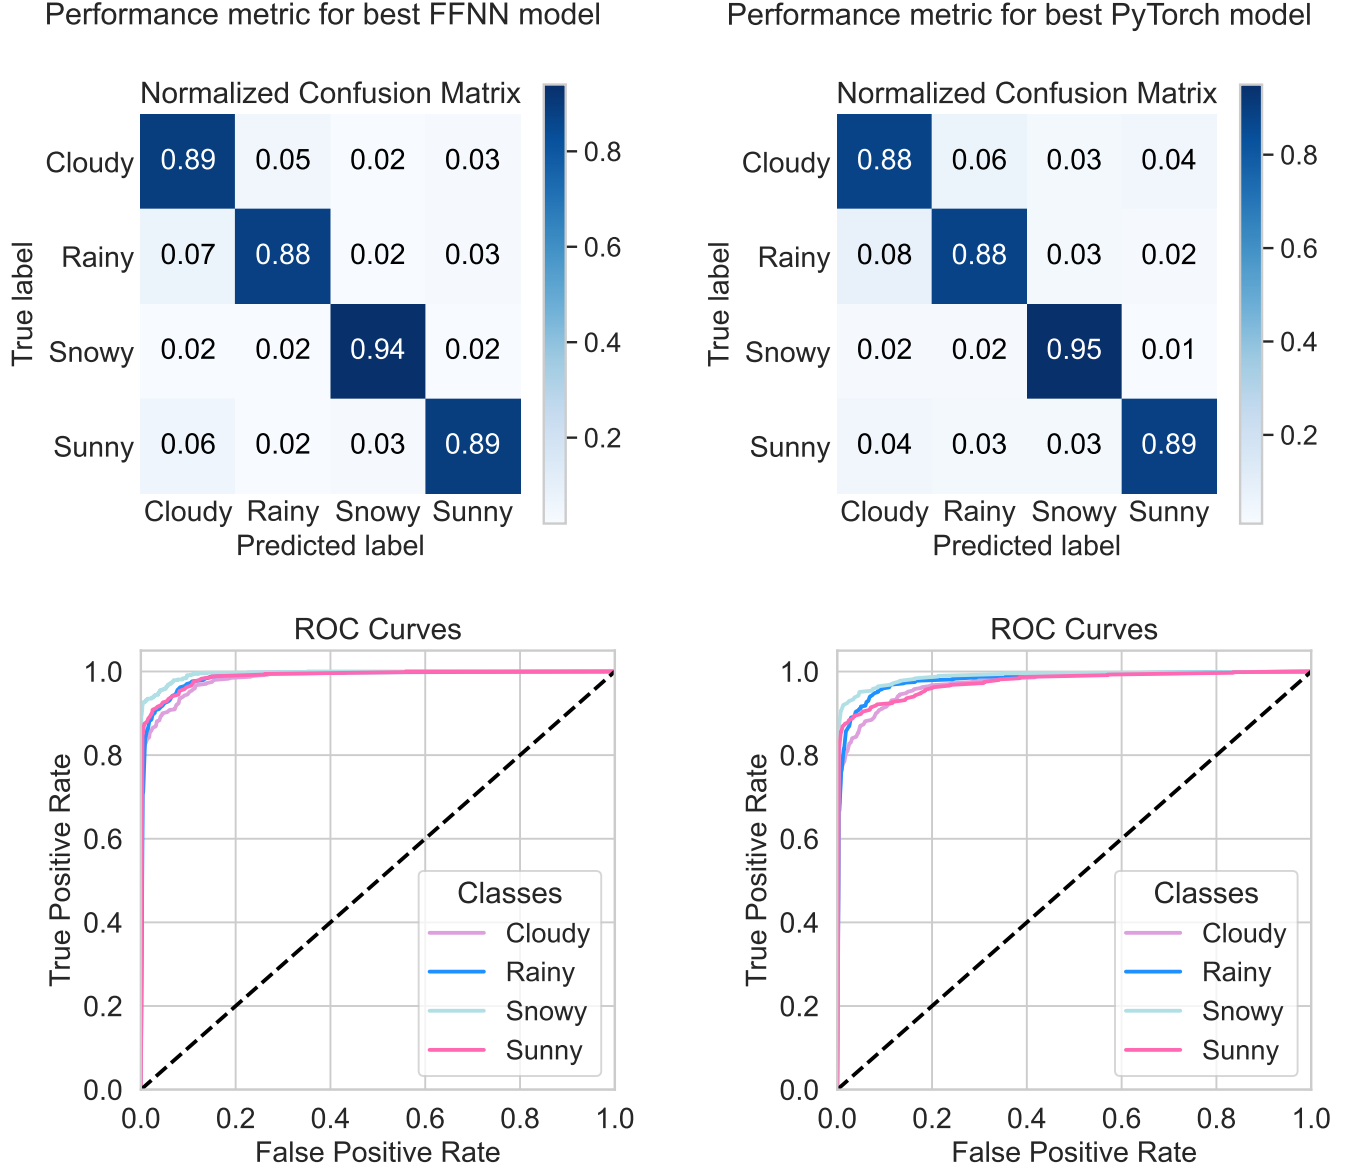 Performance metric for best FFNN model
Normalized Confusion Matrix
True label
Cloudy 0.89 0.05 0.02 0.03
Rainy 0.07 0.88 0.02 0.03
Snowy 0.02 0.02 0.94 0.02
Sunny 0.06 0.02 0.03 0.89
Cloudy Rainy Snowy Sunny
Predicted label
0.8
0.6
0.4
0.2
Performance metric for best PyTorch model
Normalized Confusion Matrix
True label
Cloudy 0.88 0.06 0.03 0.04
Rainy 0.08 0.88 0.03 0.02
Snowy 0.02 0.02 0.95 0.01
Sunny 0.04 0.03 0.03 0.89
Cloudy Rainy Snowy Sunny
Predicted label
0.8
0.6
0.4
0.2
ROC Curves
True Positive Rate
1.0
0.8
0.6
0.4
0.2
0.0
Classes
Cloudy
Rainy
Snowy
Sunny
0.0 0.2 0.4 0.6 0.8 1.0
False Positive Rate
ROC Curves
True Positive Rate
1.0
0.8
0.6
0.4
0.2
0.0
Classes
Cloudy
Rainy
Snowy
Sunny
0.0 0.2 0.4 0.6 0.8 1.0
False Positive Rate